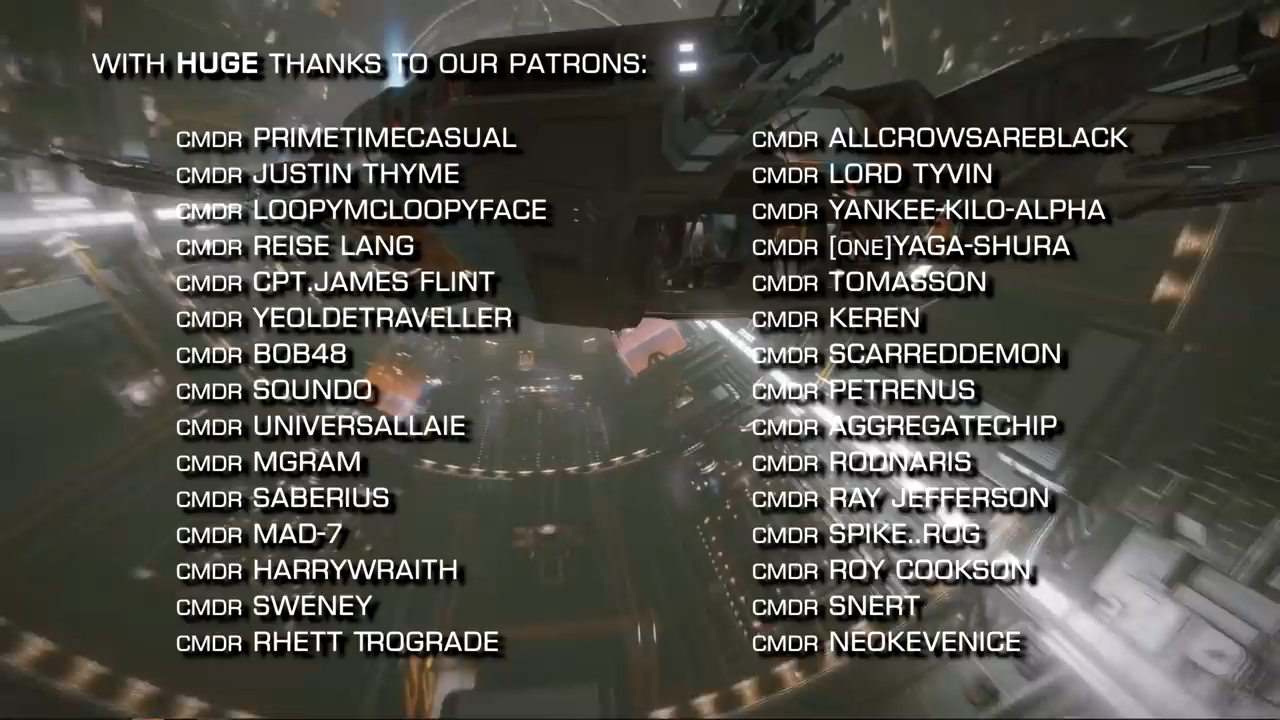 WITH HUGE THANKS TO OUR PATRONS:
CMDR PRIMETIMECASUAL
CMDR JUSTIN THYME
CMDR LOOPYMCLOOPYFACE
CMDR REISE LANG
CMDR CPT.JAMES FLINT
CMDR YEOLDETRAVELLER
CMDR BOB48
CMDR SOUNDO
CMDR UNIVERSALLAIE
CMDR MGRAM
CMDR SABERIUS
CMDR MAD-7
CMDR HARRYWRAITH
CMDR SWENEY
CMDR RHETT TROGRADE
CMDR ALLCROWSAREBLACK
CMDR LORD TYVIN
CMDR YANKEE-KILO-ALPHA
CMDR [ONE]YAGA-SHURA
CMDR TOMASSON
CMDR KEREN
CMDR SCARREDDEMON
CMDR PETRENUS
CMDR AGGREGATECHIP
CMDR RODNARIS
CMDR RAY JEFFERSON
CMDR SPIKE..ROG
CMDR ROY COOKSON
CMDR SNERT
CMDR NEOKEVENICE